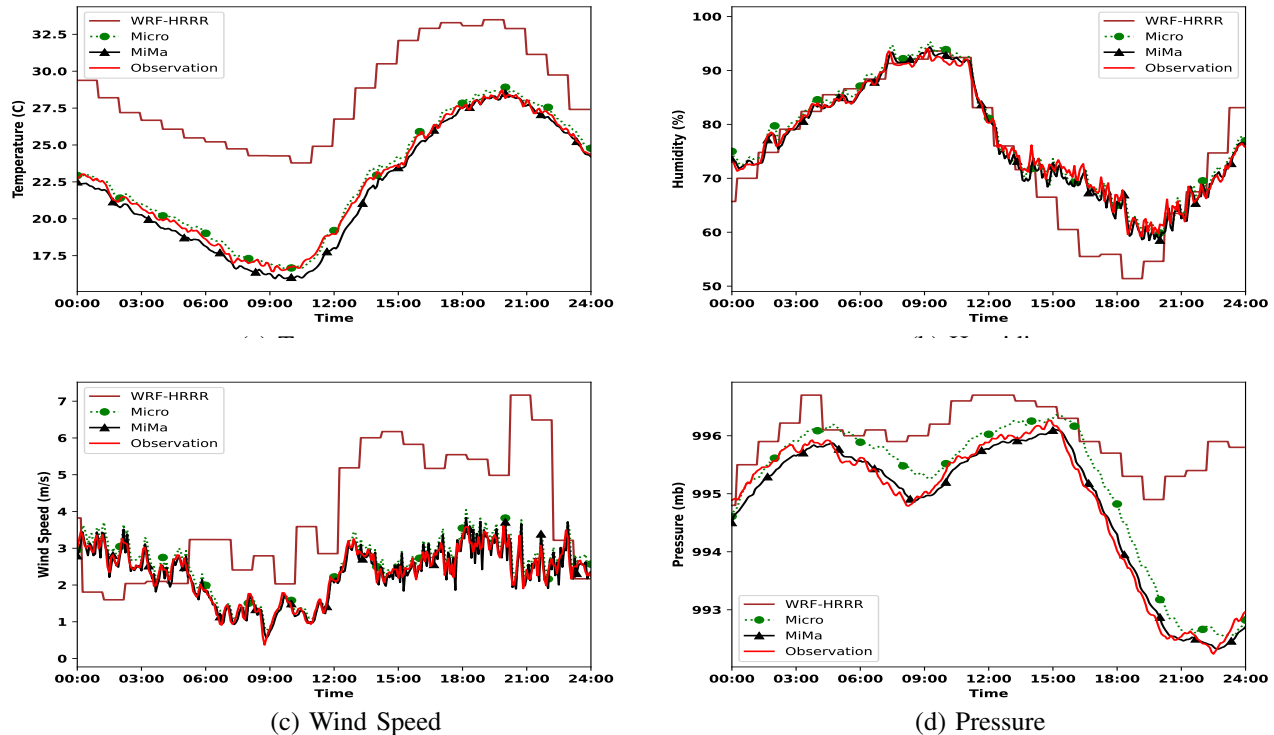 WRF-HRRR
Micro
MiMa
Observation
Temperature (C)
32.5
30.0
27.5
25.0
22.5
20.0
17.5
00:00 03:00 06:00 09:00 12:00 15:00 18:00 21:00 24:00
Time
WRF-HRRR
Micro
MiMa
Observation
Humidity (%)
100
90
80
70
60
50
00:00 03:00 06:00 09:00 12:00 15:00 18:00 21:00 24:00
Time
WRF-HRRR
Micro
MiMa
Observation
Wind Speed (m/s)
7
6
5
4
3
2
1
0
00:00 03:00 06:00 09:00 12:00 15:00 18:00 21:00 24:00
Time
(c) Wind Speed
WRF-HRRR
Micro
MiMa
Observation
Pressure (mb)
996
995
994
993
00:00 03:00 06:00 09:00 12:00 15:00 18:00 21:00 24:00
Time
(d) Pressure